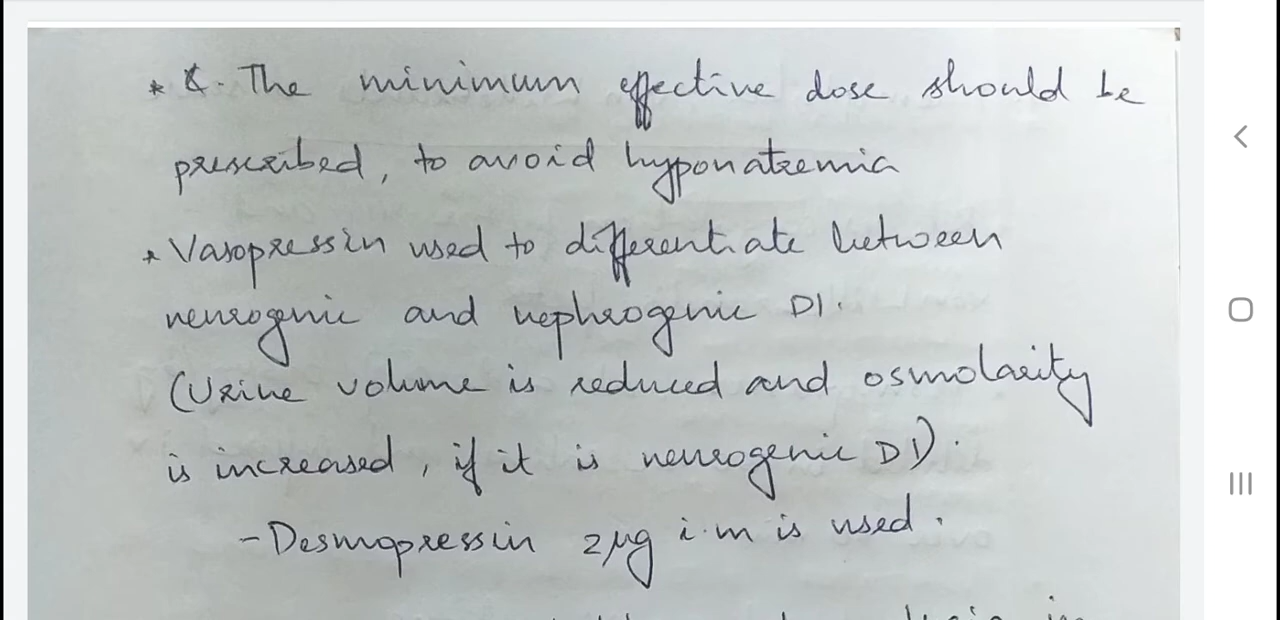 * The minimum effective dose should be
prescribed, to avoid hyponatremia
* Vasopressin used to differentiate between
neurogenic and nephrogenic DI.
(Urine volume is reduced and osmolarity
is increased, if it is neurogenic DI).
- Desmopressin 2µg i.m is used.